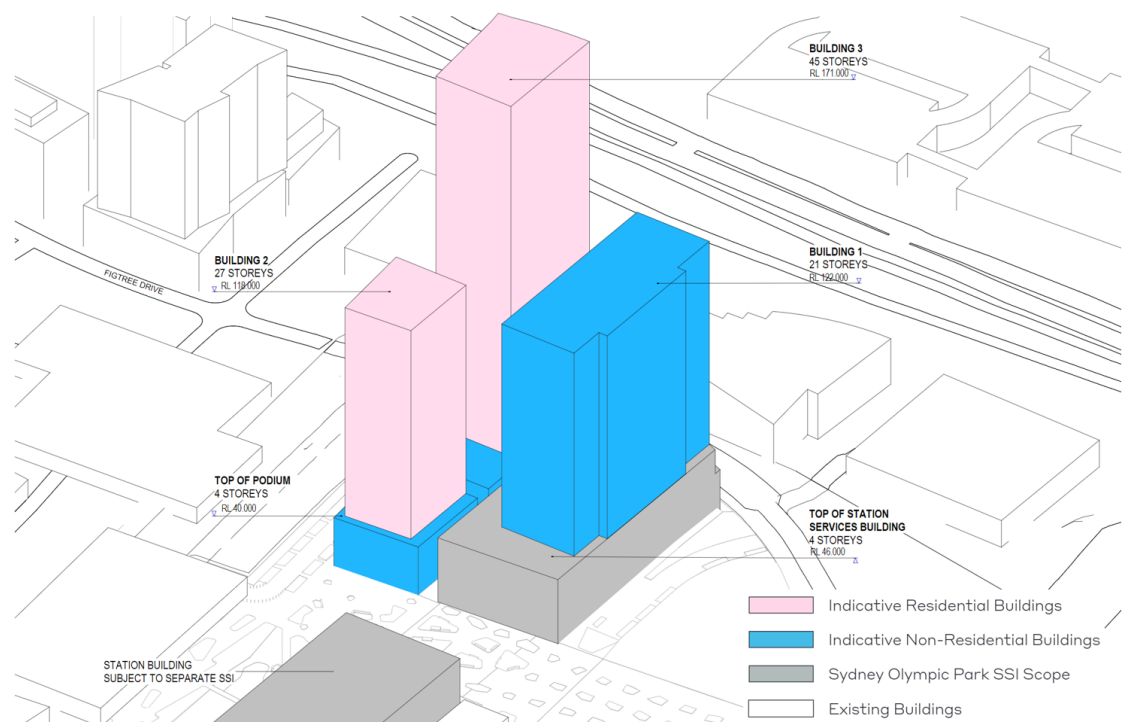 BUILDING 3
45 STOREYS
RL 171.000
BUILDING 2
27 STOREYS
RL 118.000
BUILDING 1
21 STOREYS
RL 122.000
FIGTREE DRIVE
TOP OF PODIUM
4 STOREYS
RL 40.000
TOP OF STATION
SERVICES BUILDING
4 STOREYS
RL 46.000
STATION BUILDING
SUBJECT TO SEPARATE SSI
Indicative Residential Buildings
Indicative Non-Residential Buildings
Sydney Olympic Park SSI Scope
Existing Buildings